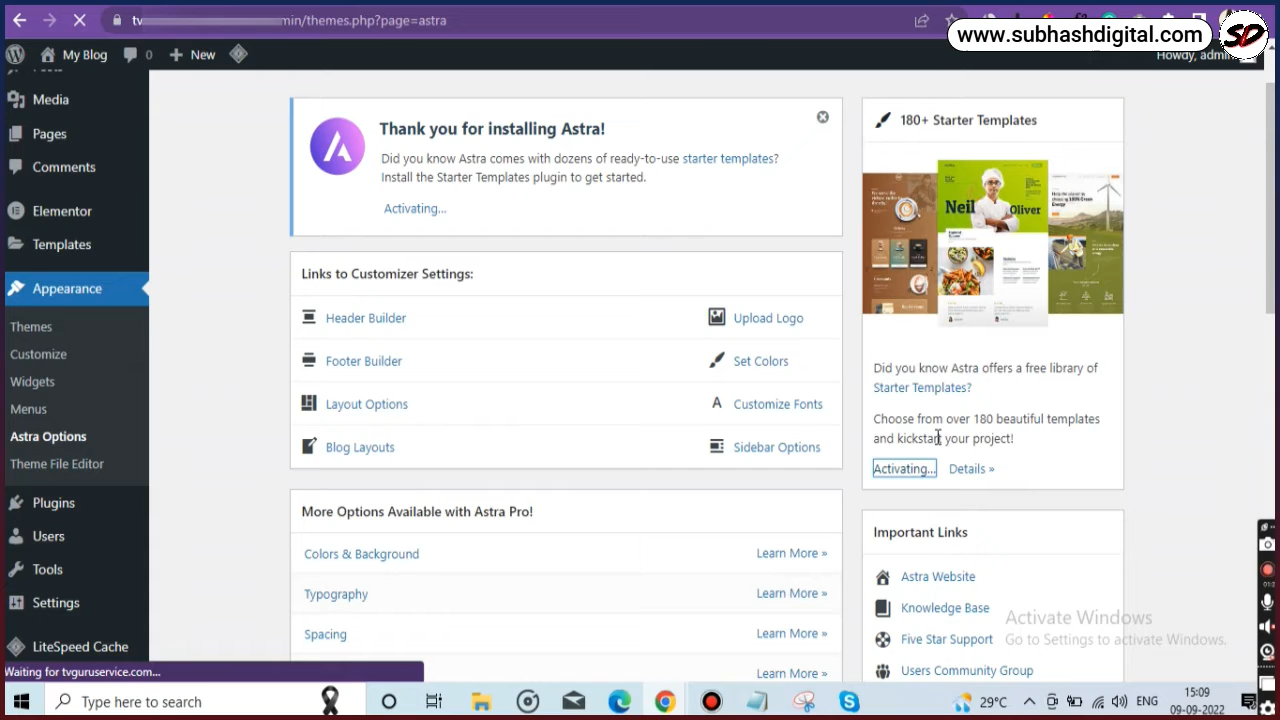 tv min/themes.php?page=astra
www.subhashdigital.com
SD
My Blog
0
New
Howdy, admin
Media
Pages
Comments
Elementor
Templates
Appearance
Themes
Customize
Widgets
Menus
Astra Options
Theme File Editor
Plugins
Users
Tools
Settings
LiteSpeed Cache
Thank you for installing Astra!
Did you know Astra comes with dozens of ready-to-use starter templates?
Install the Starter Templates plugin to get started.
Activating...
Links to Customizer Settings:
Header Builder
Upload Logo
Footer Builder
Set Colors
Layout Options
Customize Fonts
Blog Layouts
Sidebar Options
More Options Available with Astra Pro!
Colors & Background
Learn More »
Typography
Learn More »
Spacing
Learn More »
Learn More »
180+ Starter Templates
Neil
Oliver
Did you know Astra offers a free library of
Starter Templates?
Choose from over 180 beautiful templates
and kickstart your project!
Activating...
Details »
Important Links
Astra Website
Knowledge Base
Five Star Support
Users Community Group
Activate Windows
Go to Settings to activate Windows.
Waiting for tvguruservice.com...
Type here to search
29°C
ENG
15:09
09-09-2022